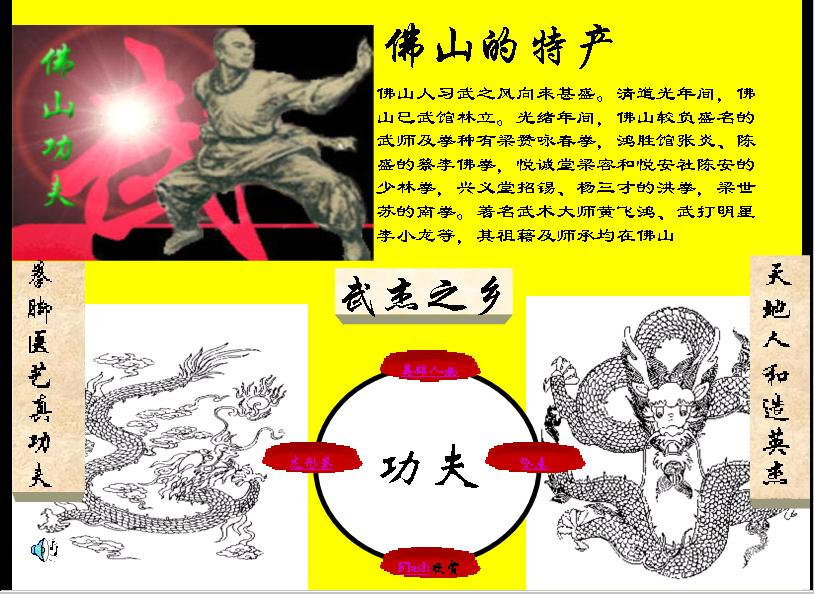 佛山功夫
佛山的特产
佛山人习武之风向来甚盛。清道光年间，佛
山已武馆林立。光绪年间，佛山较负盛名的
武师及拳种有梁赞咏春拳，鸿胜馆张炎、陈
盛的蔡李佛拳，悦诚堂梁容和悦安社陈安的
少林拳，兴义堂招锡、杨三才的洪拳，梁世
苏的南拳。著名武术大师黄飞鸿、武打明星
李小龙等，其祖籍及师承均在佛山
拳脚医艺真功夫
武杰之乡
天地人和造英杰
英雄人物
功夫
Flash欣赏